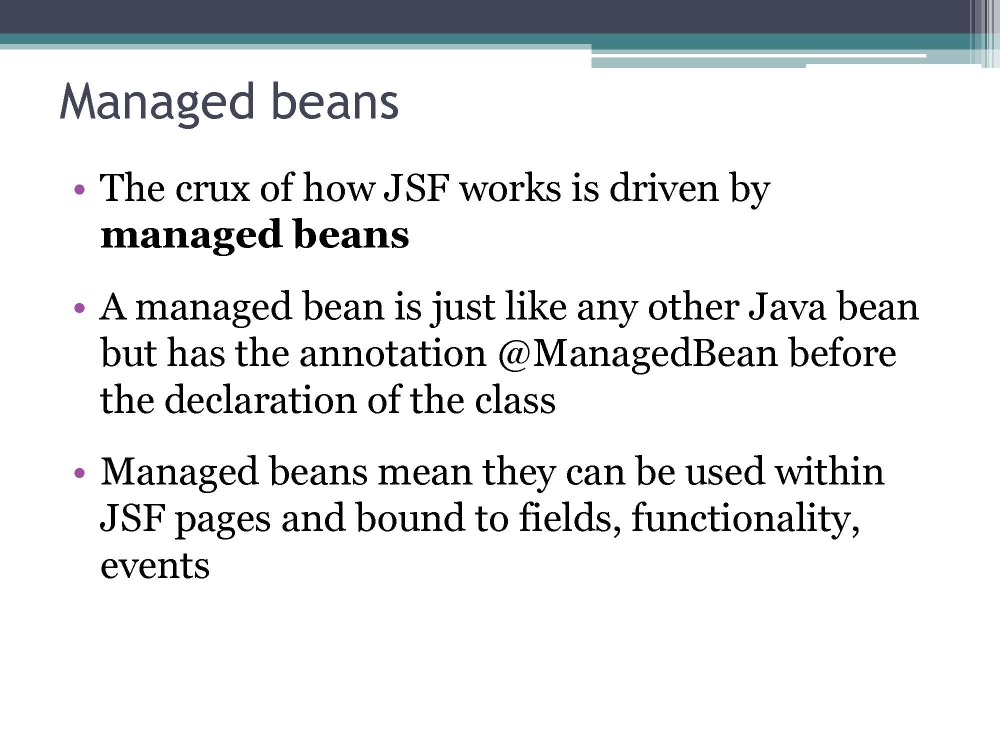 Managed beans
• The crux of how JSF works is driven by
managed beans
• A managed bean is just like any other Java bean
but has the annotation @ManagedBean before
the declaration of the class
• Managed beans mean they can be used within
JSF pages and bound to fields, functionality,
events